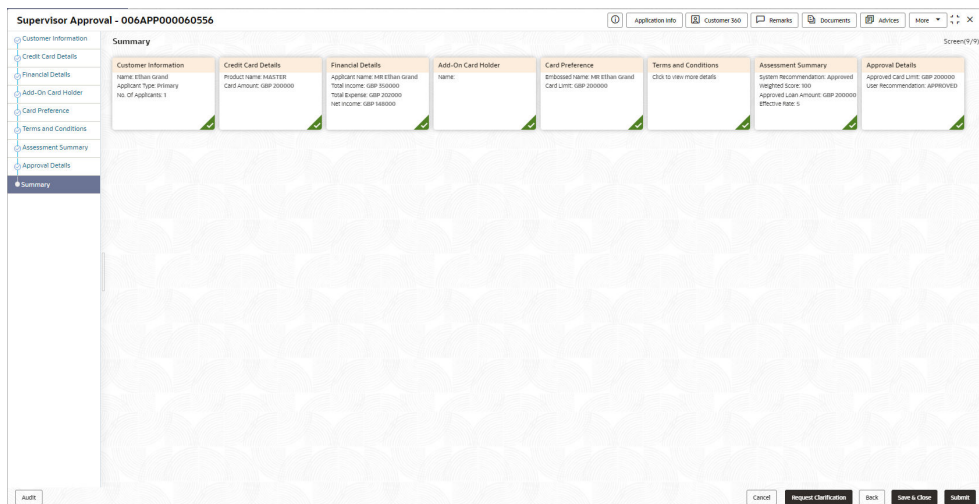 Supervisor Approval - 006APP000060556
Application Info
Customer 360
Remarks
Documents
Advices
More
Customer Information
Credit Card Details
Financial Details
Add-On Card Holder
Card Preference
Terms and Conditions
Assessment Summary
Approval Details
Summary
Summary
Screen(9/9)
Customer Information
Name: Ethan Grand
Applicant Type: Primary
No. Of Applicants: 1
Credit Card Details
Product Name: MASTER
Card Amount: GBP 200000
Financial Details
Applicant Name: MR Ethan Grand
Total Income: GBP 350000
Total Expense: GBP 202000
Net Income: GBP 148000
Add-On Card Holder
Name:
Card Preference
Embossed Name: MR Ethan Grand
Card Limit: GBP 200000
Terms and Conditions
Click to view more details
Assessment Summary
System Recommendation: Approved
Weighted Score: 100
Approved Loan Amount: GBP 200000
Effective Rate: 5
Approval Details
Approved Card Limit: GBP 200000
User Recommendation: APPROVED
Audit
Cancel
Request Clarification
Back
Save & Close
Submit